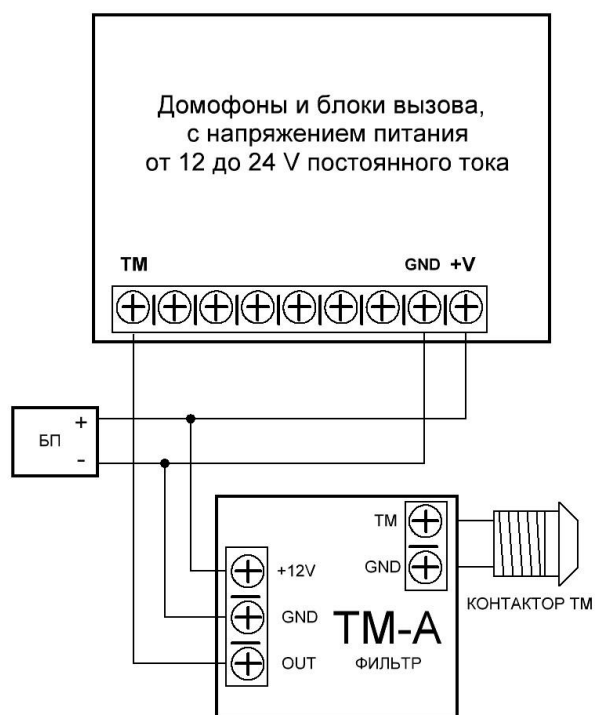 Домофоны и блоки вызова,
с напряжением питания
от 12 до 24 V постоянного тока
TM
GND +V
БП
+
-
TM
GND
+12V
GND
OUT
TM-A
ФИЛЬТР
КОНТАКТОР ТМ